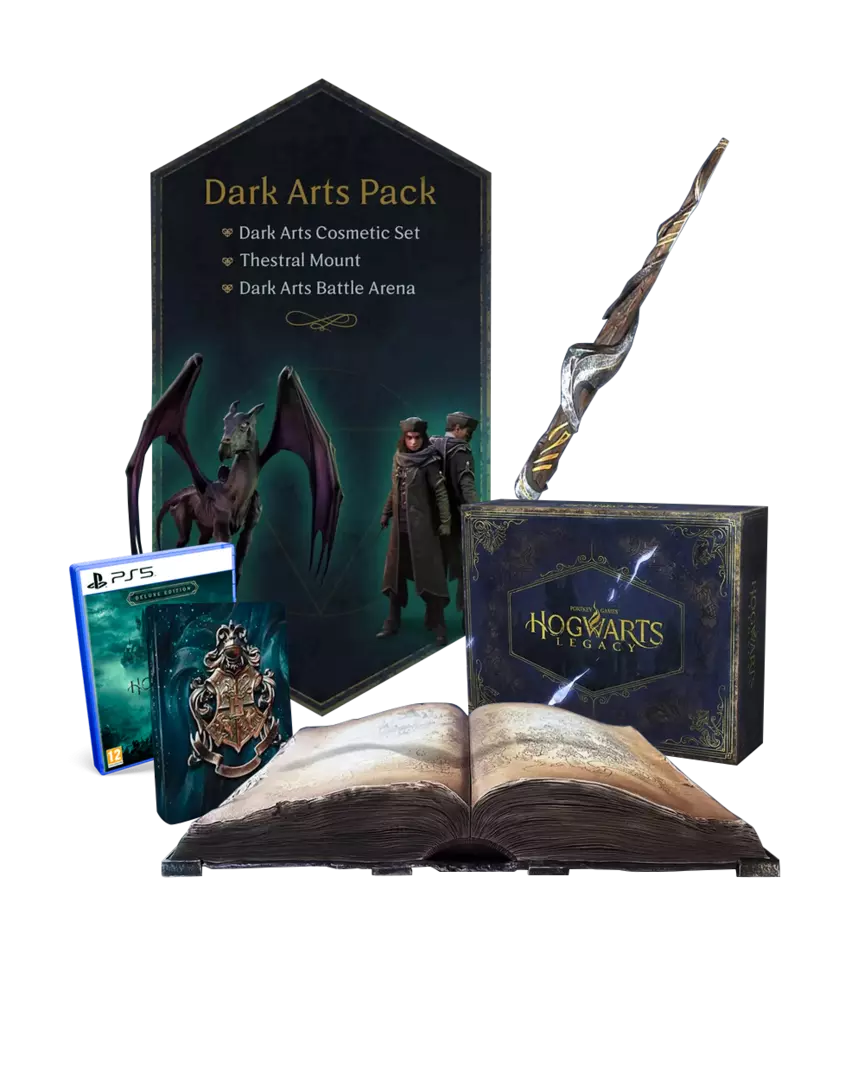 Dark Arts Pack
Dark Arts Cosmetic Set
Thestral Mount
Dark Arts Battle Arena
PS5
DELUXE EDITION
12
PORTKEY GAMES
HOGWARTS
LEGACY